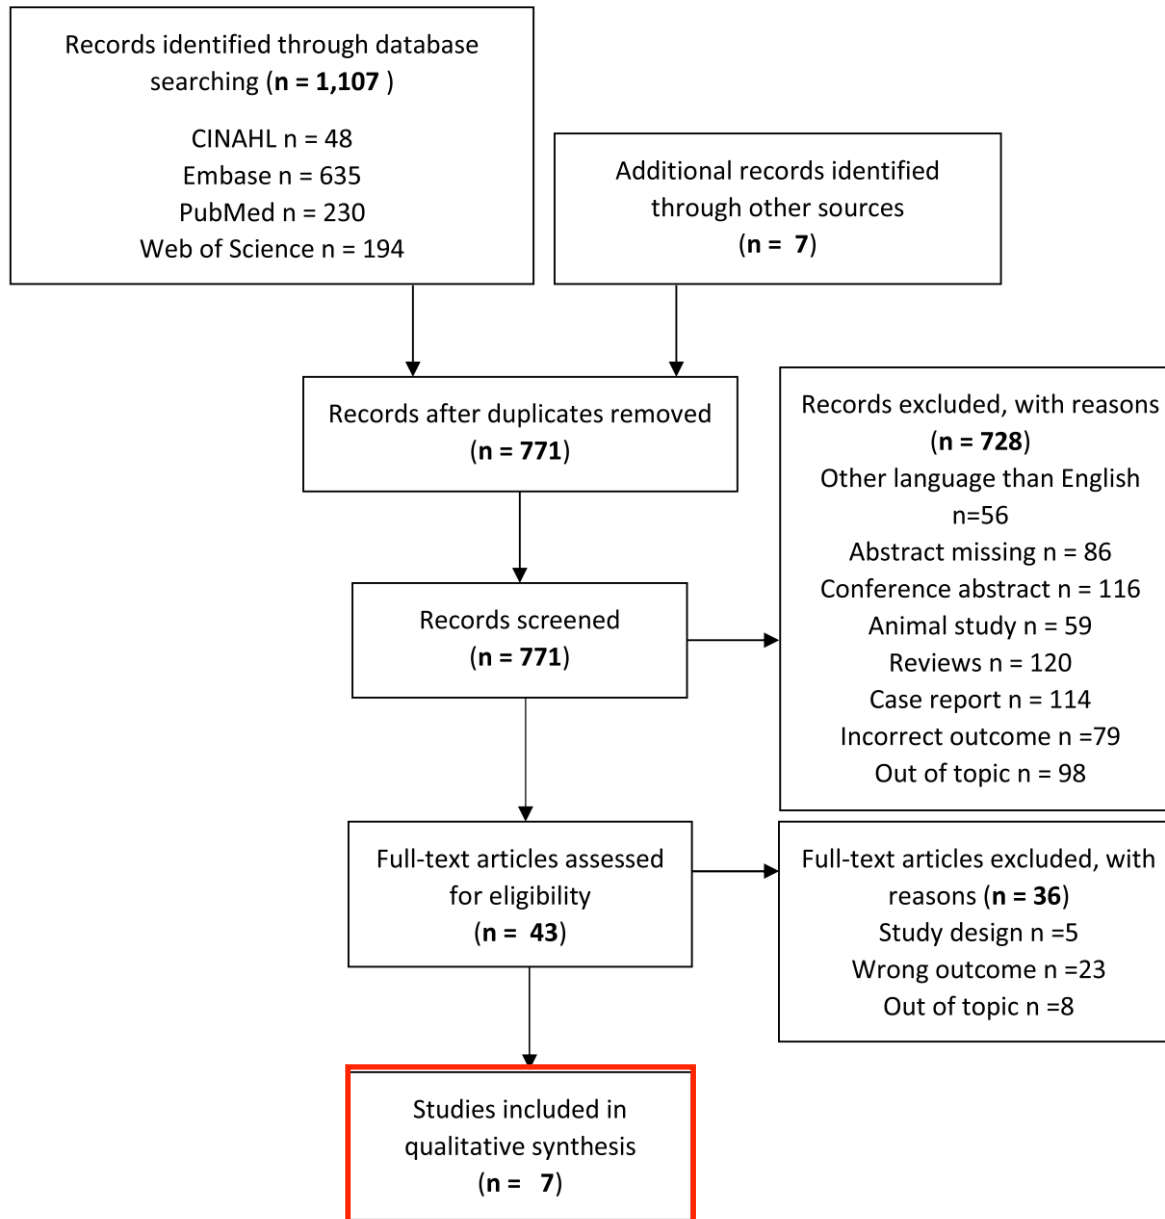 Records identified through database
searching (n = 1,107 )
CINAHL n = 48
Embase n = 635
PubMed n = 230
Web of Science n = 194
Additional records identified
through other sources
(n =  7)
Records after duplicates removed
(n = 771)
Records screened
(n = 771)
Records excluded, with reasons
(n = 728)
Other language than English
n=56
Abstract missing n = 86
Conference abstract n = 116
Animal study n = 59
Reviews n = 120
Case report n = 114
Incorrect outcome n =79
Out of topic n = 98
Full-text articles assessed
for eligibility
(n =  43)
Full-text articles excluded, with
reasons (n = 36)
Study design n =5
Wrong outcome n =23
Out of topic n =8
Studies included in
qualitative synthesis
(n =   7)